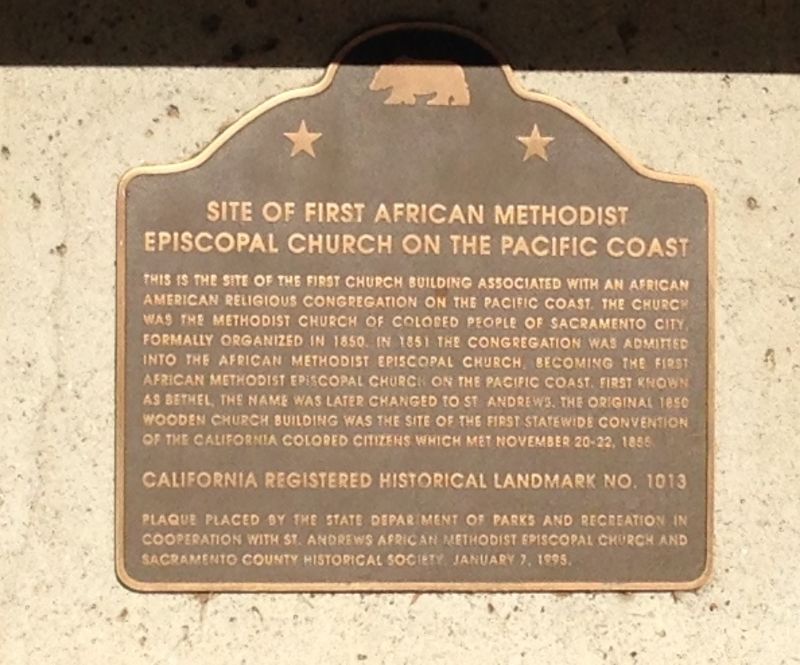 SITE OF FIRST AFRICAN METHODIST
EPISCOPAL CHURCH ON THE PACIFIC COAST
THIS IS THE SITE OF THE FIRST CHURCH BUILDING ASSOCIATED WITH AN AFRICAN
AMERICAN RELIGIOUS CONGREGATION ON THE PACIFIC COAST. THE CHURCH
WAS THE METHODIST CHURCH OF COLORED PEOPLE OF SACRAMENTO CITY,
FORMALLY ORGANIZED IN 1850. IN 1851 THE CONGREGATION WAS ADMITTED
INTO THE AFRICAN METHODIST EPISCOPAL CHURCH, BECOMING THE FIRST
AFRICAN METHODIST EPISCOPAL CHURCH ON THE PACIFIC COAST. FIRST KNOWN
AS BETHEL, THE NAME WAS LATER CHANGED TO ST. ANDREWS. THE ORIGINAL 1850
WOODEN CHURCH BUILDING WAS THE SITE OF THE FIRST STATEWIDE CONVENTION
OF THE CALIFORNIA COLORED CITIZENS WHICH MET NOVEMBER 20-22, 1855.
CALIFORNIA REGISTERED HISTORICAL LANDMARK NO. 1013
PLAQUE PLACED BY THE STATE DEPARTMENT OF PARKS AND RECREATION IN
COOPERATION WITH ST. ANDREWS AFRICAN METHODIST EPISCOPAL CHURCH AND
SACRAMENTO COUNTY HISTORICAL SOCIETY, JANUARY 7, 1995.